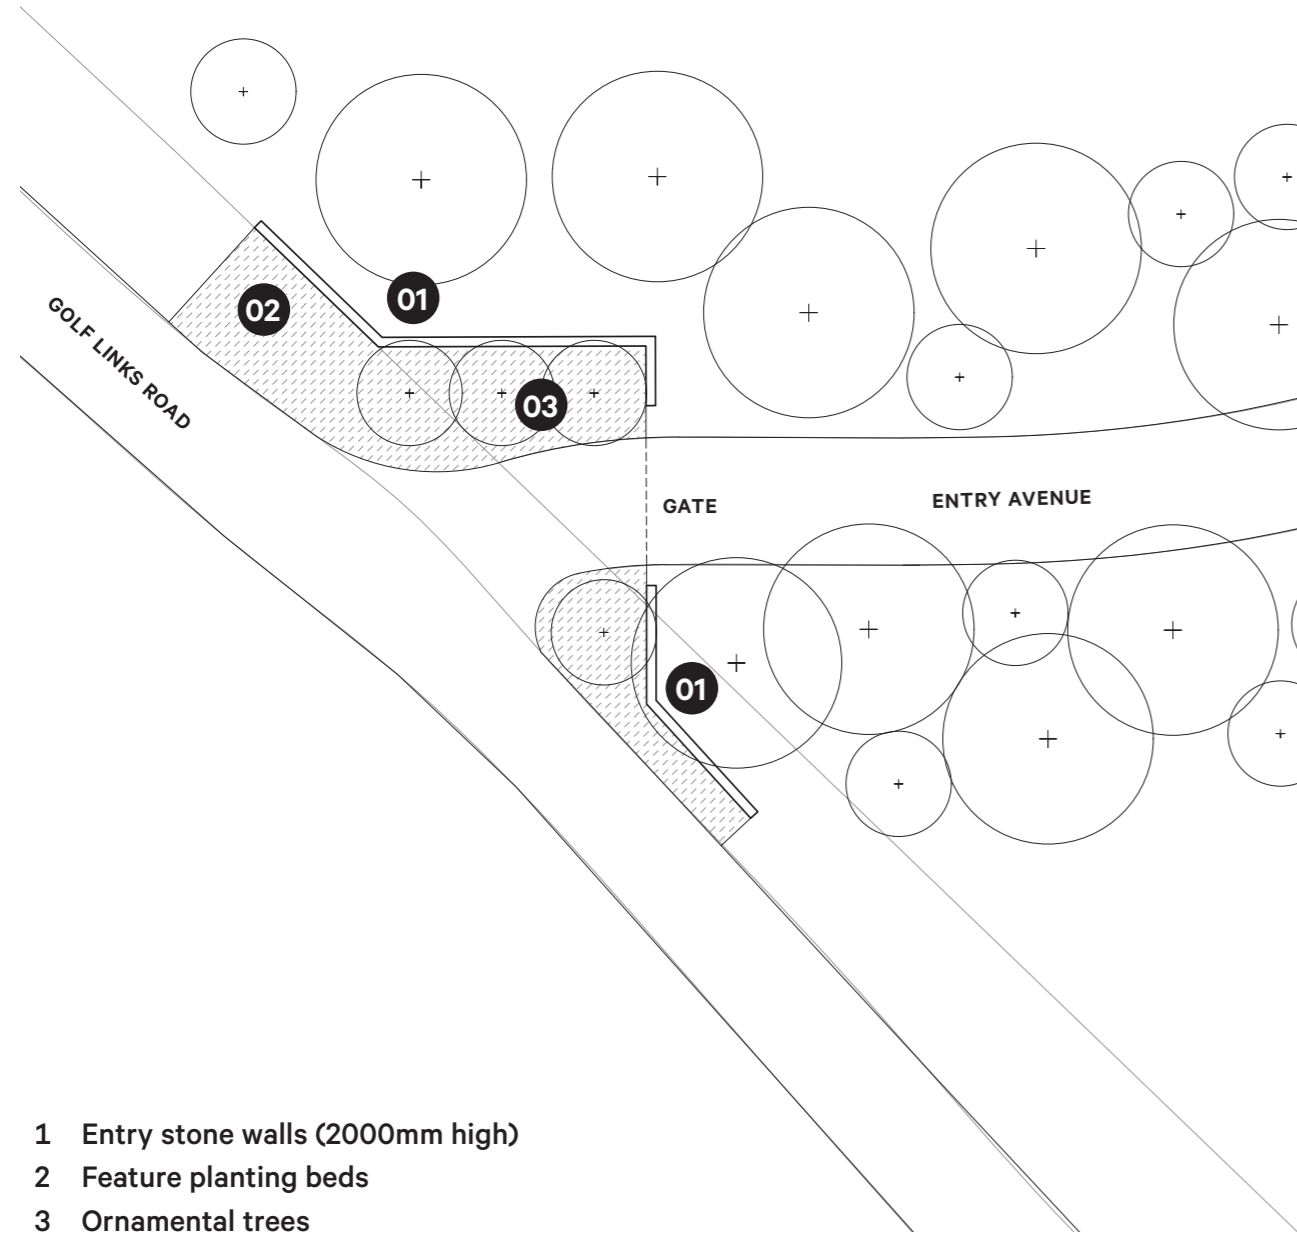 01
02
GOLF LINKS ROAD
03
GATE
ENTRY AVENUE
01
1 Entry stone walls (2000mm high)
2 Feature planting beds
3 Ornamental trees